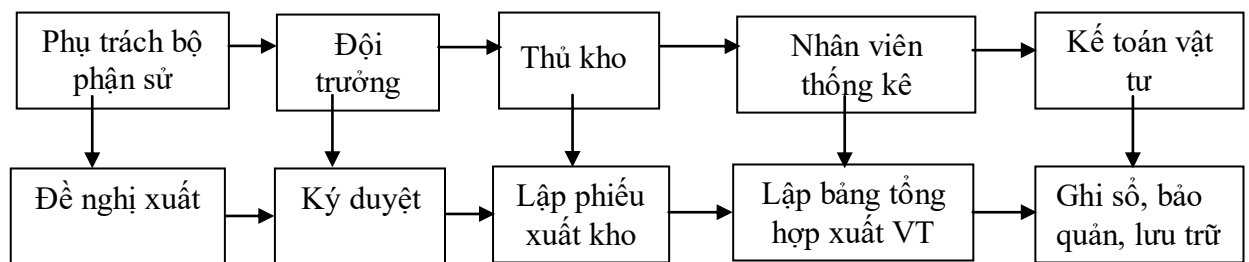 Phụ trách bộ
phận sử
Đội
trưởng
Thủ kho
Nhân viên
thống kê
Kế toán vật
tư
Đề nghị xuất
Ký duyệt
Lập phiếu
xuất kho
Lập bảng tổng
hợp xuất VT
Ghi sổ, bảo
quản, lưu trữ